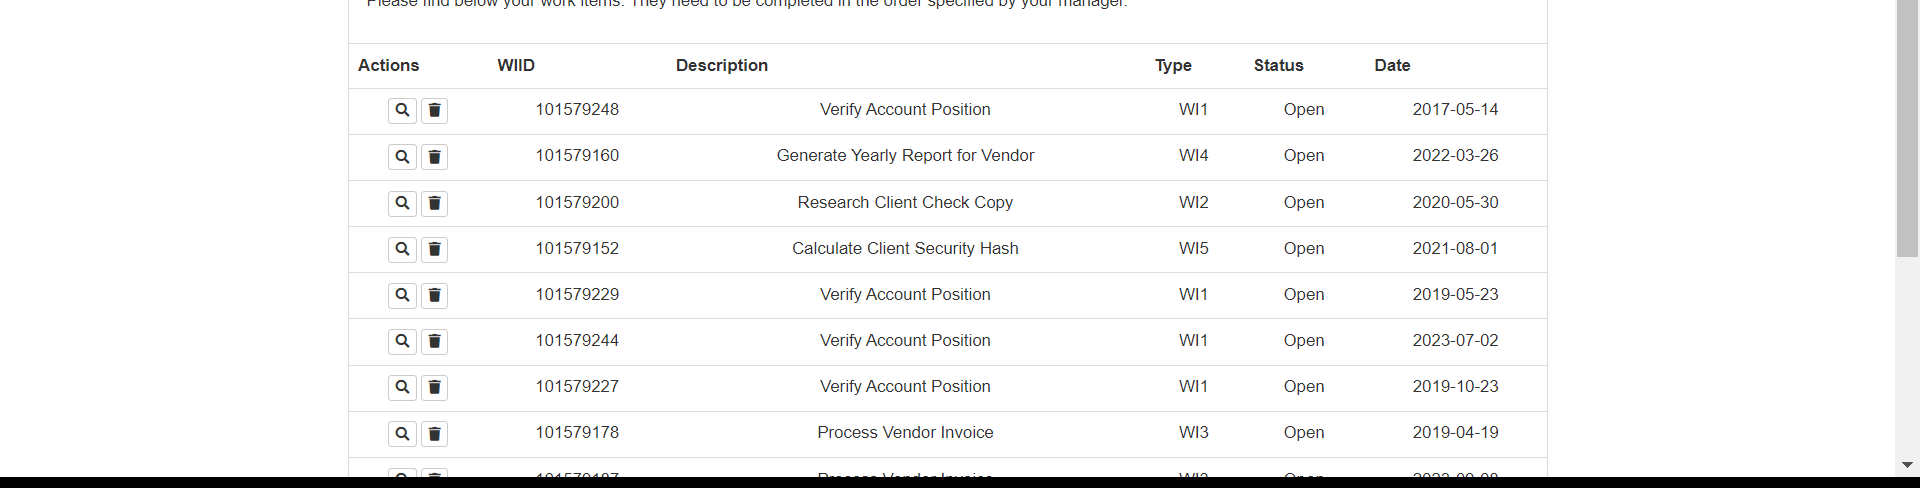 Please find below your work items. They need to be completed in the order specified by your manager.
Actions WIID Description Type Status Date
101579248 Verify Account Position WI1 Open 2017-05-14
101579160 Generate Yearly Report for Vendor WI4 Open 2022-03-26
101579200 Research Client Check Copy WI2 Open 2020-05-30
101579152 Calculate Client Security Hash WI5 Open 2021-08-01
101579229 Verify Account Position WI1 Open 2019-05-23
101579244 Verify Account Position WI1 Open 2023-07-02
101579227 Verify Account Position WI1 Open 2019-10-23
101579178 Process Vendor Invoice WI3 Open 2019-04-19
Process Vendor Invoice Open